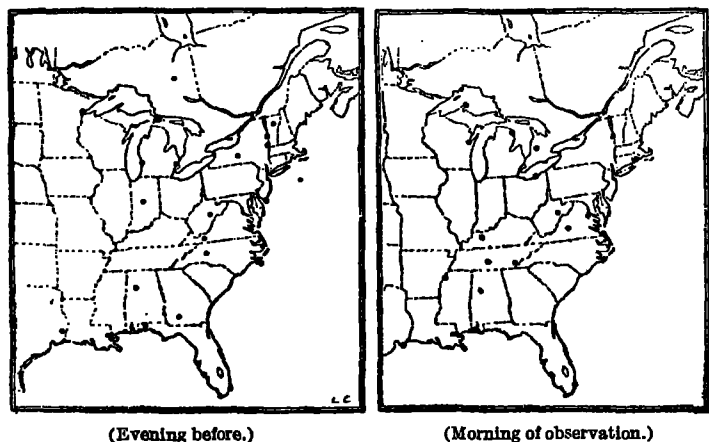 L C
(Evening before.)
(Morning of observation.)